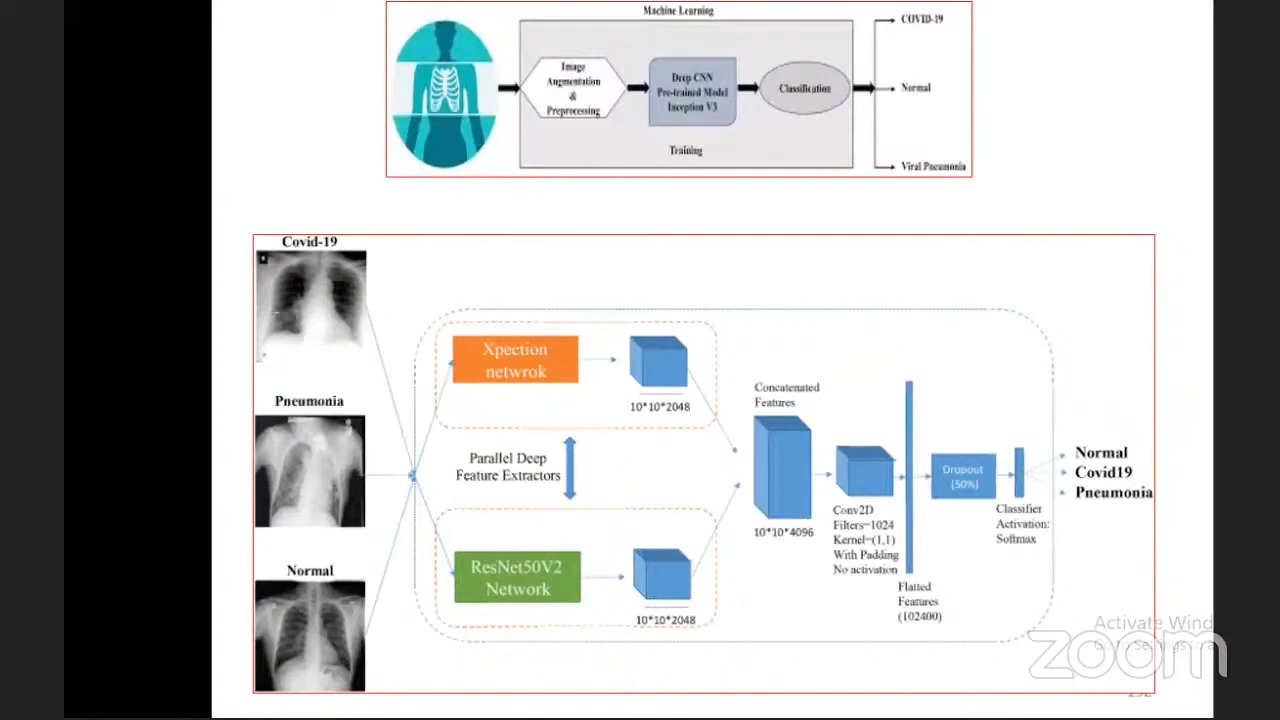 Machine Learning
Image
Augmentation
&
Preprocessing
Deep CNN
Pre-trained Model
Inception V3
Classification
Training
COVID-19
Normal
Viral Pneumonia
Covid-19
Pneumonia
Normal
Xpection
netwrok
10*10*2048
Parallel Deep
Feature Extractors
ResNet50V2
Network
10*10*2048
Concatenated
Features
10*10*4096
Conv2D
Filters=1024
Kernel=(1,1)
With Padding
No activation
Flatted
Features
(102400)
Dropout
(50%)
Classifier
Activation:
Softmax
Normal
Covid19
Pneumonia
Activate Wind
Go to Settings
zoom